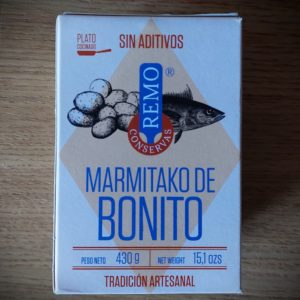 PLATO
COCINADO
SIN ADITIVOS
REMO
®
CONSERVAS
MARMITAKO DE
BONITO
PESO NETO 430 g NET WEIGHT 15,1 ozs
TRADICIÓN ARTESANAL